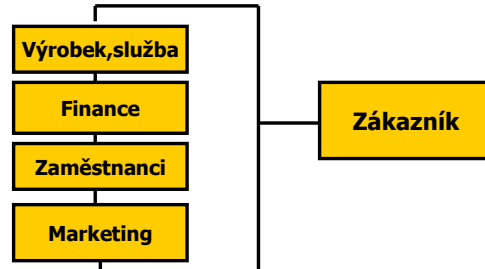 Výrobek,služba
Finance
Zákazník
Zaměstnanci
Marketing